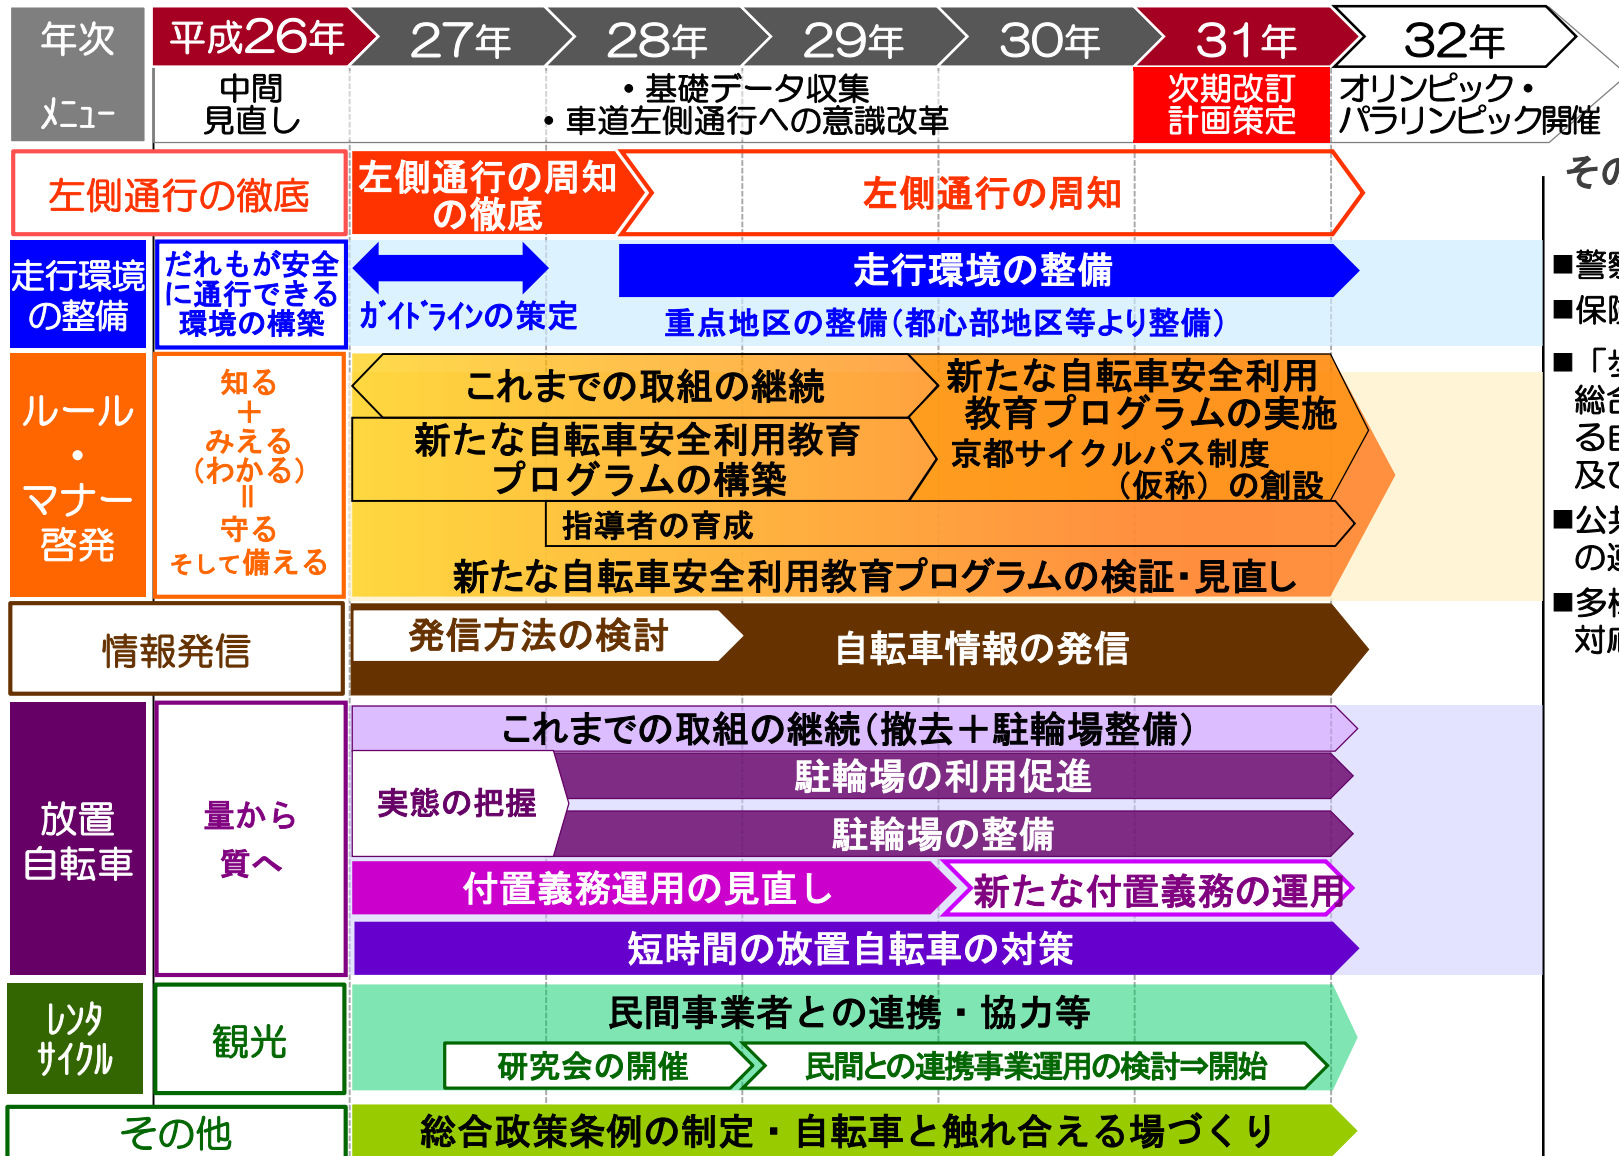 年次
メニュー
平成26年
27年
28年
29年
30年
31年
32年
中間
見直し
・基礎データ収集
・車道左側通行への意識改革
次期改訂
計画策定
オリンピック・
パラリンピック開催
左側通行の徹底
左側通行の周知
の徹底
左側通行の周知
走行環境
の整備
だれもが安全
に通行できる
環境の構築
ｶﾞｲﾄﾞﾗｲﾝの策定
走行環境の整備
重点地区の整備（都心部地区等より整備）
ルール
・
マナー
啓発
知る
＋
みえる
（わかる）
＝
守る
そして備える
これまでの取組の継続
新たな自転車安全利用教育
プログラムの構築
新たな自転車安全利用
教育プログラムの実施
京都サイクルパス制度
（仮称）の創設
指導者の育成
新たな自転車安全利用教育プログラムの検証・見直し
情報発信
発信方法の検討
自転車情報の発信
放置
自転車
量から
質へ
これまでの取組の継続（撤去＋駐輪場整備）
実態の把握
駐輪場の利用促進
駐輪場の整備
付置義務運用の見直し
新たな付置義務の運用
短時間の放置自転車の対策
ﾚﾝﾀ
ｻｲｸﾙ
観光
民間事業者との連携・協力等
研究会の開催
民間との連携事業運用の検討⇒開始
その他
総合政策条例の制定・自転車と触れ合える場づくり
その
■警察
■保険
■「歩
総合
る自
及び
■公共
の連
■多様
対応